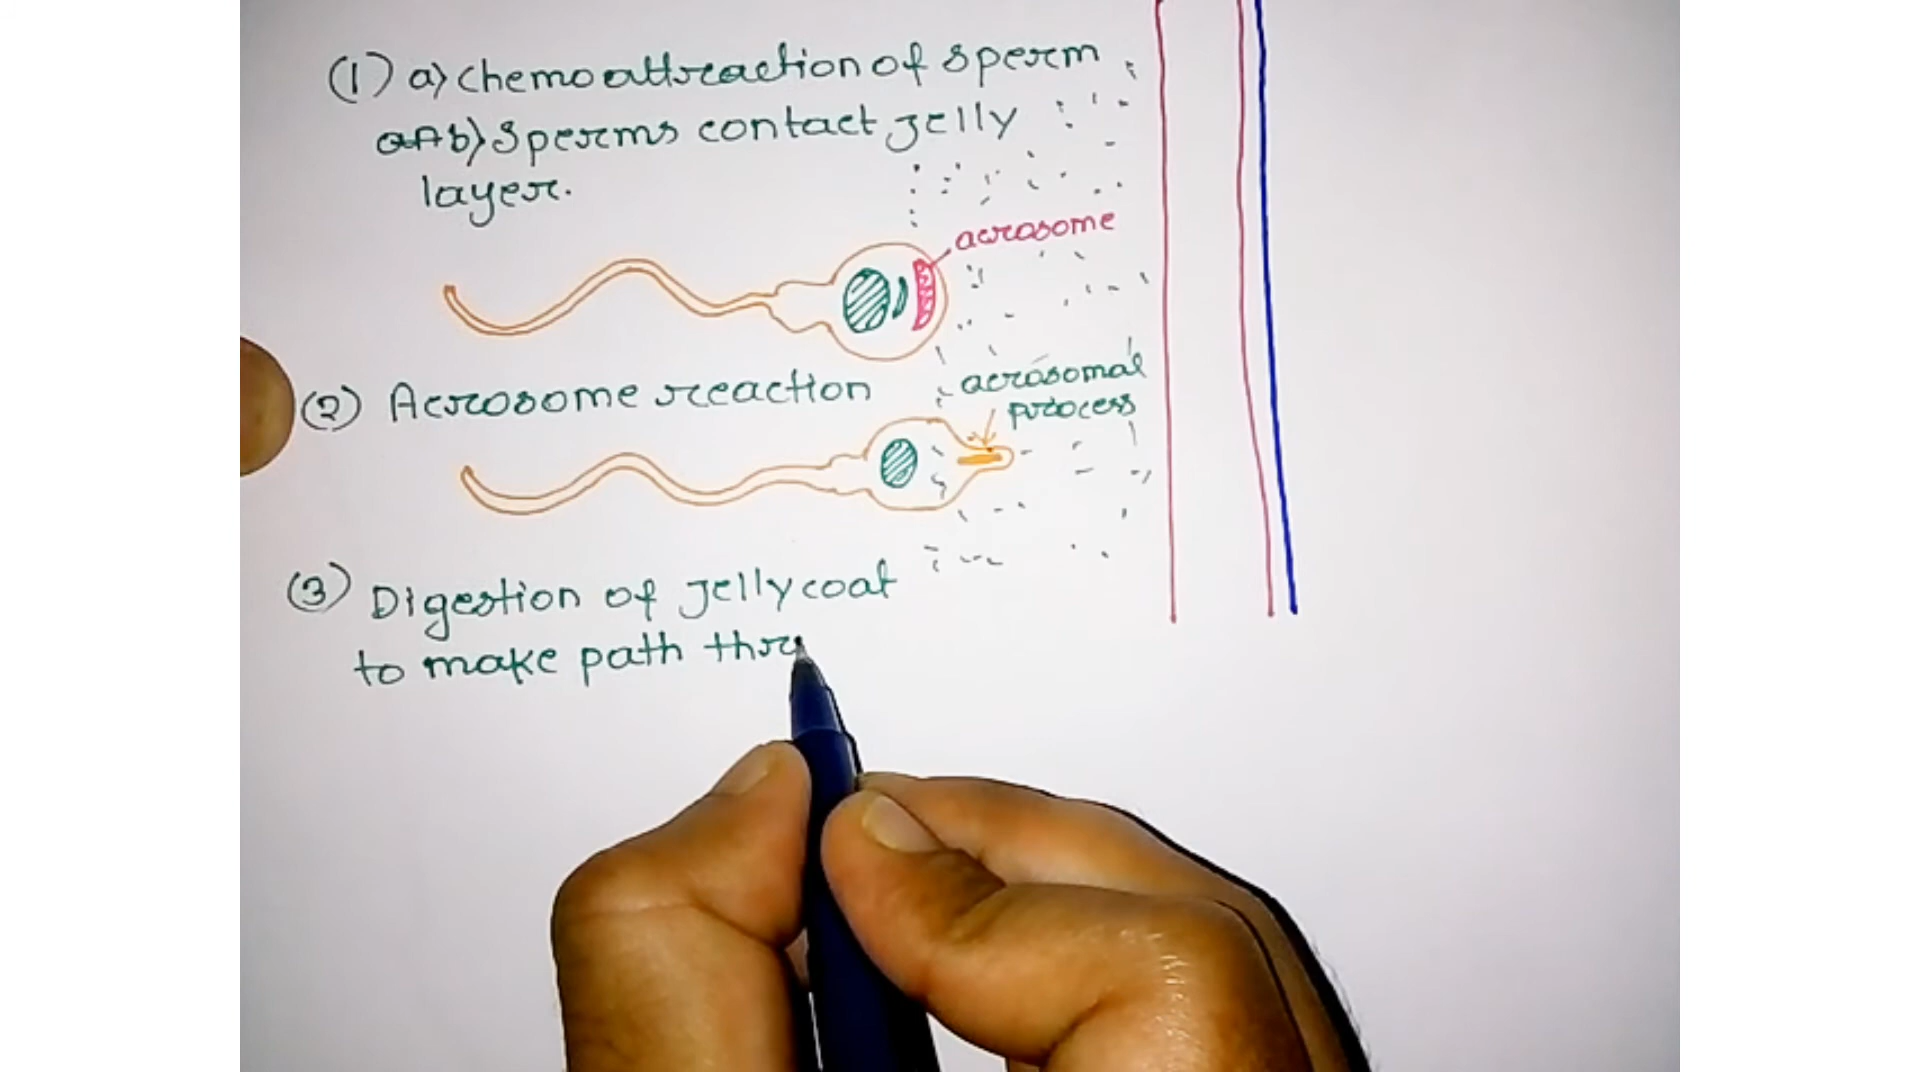 (1) a) chemoattraction of sperm
b) Sperms contact jelly
layer.
acrosome
(2) Acrosome reaction
acrosomal
process
(3) Digestion of jelly coat
to make path thro